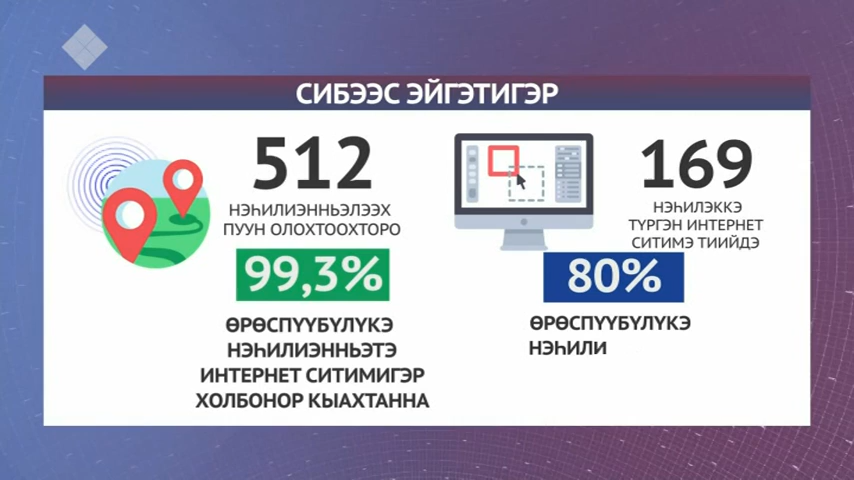 СИБЭЭС ЭЙГЭТИГЭР
512
НЭҺИЛИЭННЬЭЛЭЭХ
ПУУН ОЛОХТООХТОРО
99,3%
ӨРӨСПҮҮБҮЛҮКЭ
НЭҺИЛИЭННЬЭТЭ
ИНТЕРНЕТ СИТИМИГЭР
ХОЛБОНОР КЫАХТАННА
169
НЭҺИЛЭККЭ
ТҮРГЭН ИНТЕРНЕТ
СИТИМЭ ТИИЙДЭ
80%
ӨРӨСПҮҮБҮЛҮКЭ
НЭҺИЛИ